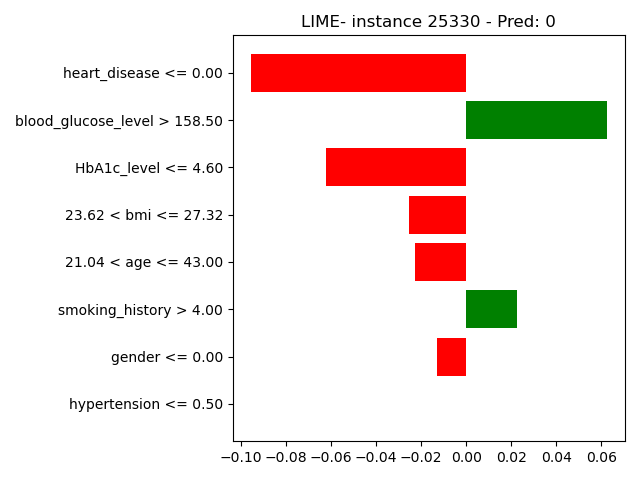 LIME- instance 25330 - Pred: 0
heart_disease <= 0.00
blood_glucose_level > 158.50
HbA1c_level <= 4.60
23.62 < bmi <= 27.32
21.04 < age <= 43.00
smoking_history > 4.00
gender <= 0.00
hypertension <= 0.50
−0.10 −0.08 −0.06 −0.04 −0.02 0.00 0.02 0.04 0.06